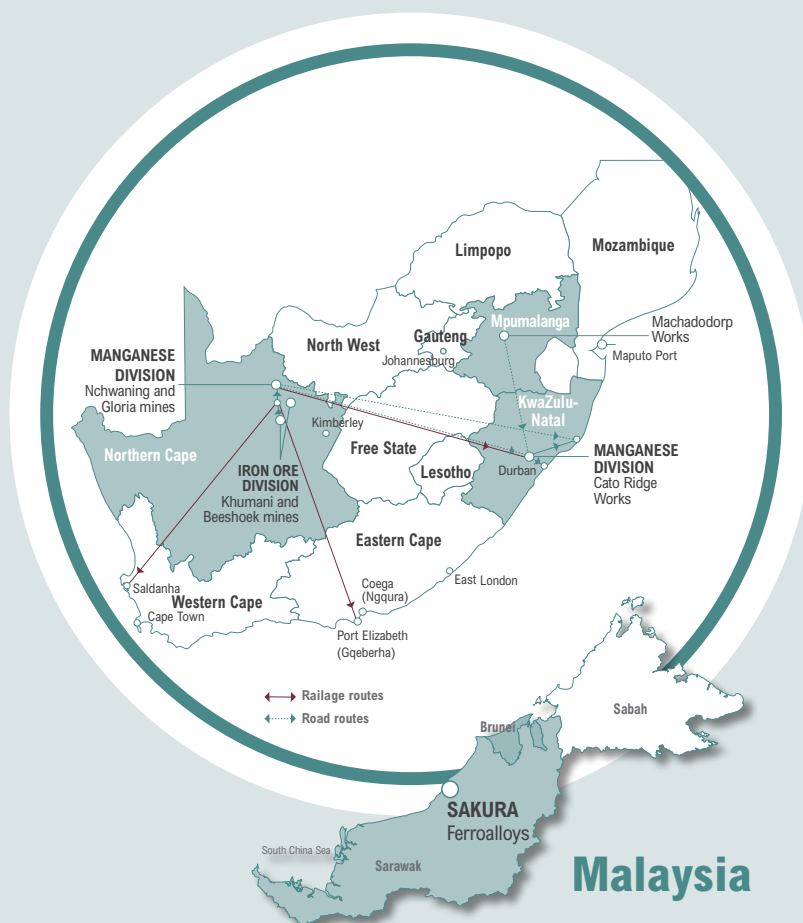 Limpopo
Mozambique
Mpumalanga
Machadodorp
Works
Maputo Port
North West
Gauteng
Johannesburg
MANGANESE
DIVISION
Nchwaning and
Gloria mines
KwaZulu-
Natal
Kimberley
Free State
Northern Cape
IRON ORE
DIVISION
Khumani and
Beeshoek mines
Lesotho
Durban
MANGANESE
DIVISION
Cato Ridge
Works
Eastern Cape
Saldanha
Western Cape
Cape Town
Coega
(Ngqura)
East London
Port Elizabeth
(Gqeberha)
Railage routes
Road routes
Sabah
Brunei
SAKURA
Ferroalloys
South China Sea
Sarawak
Malaysia